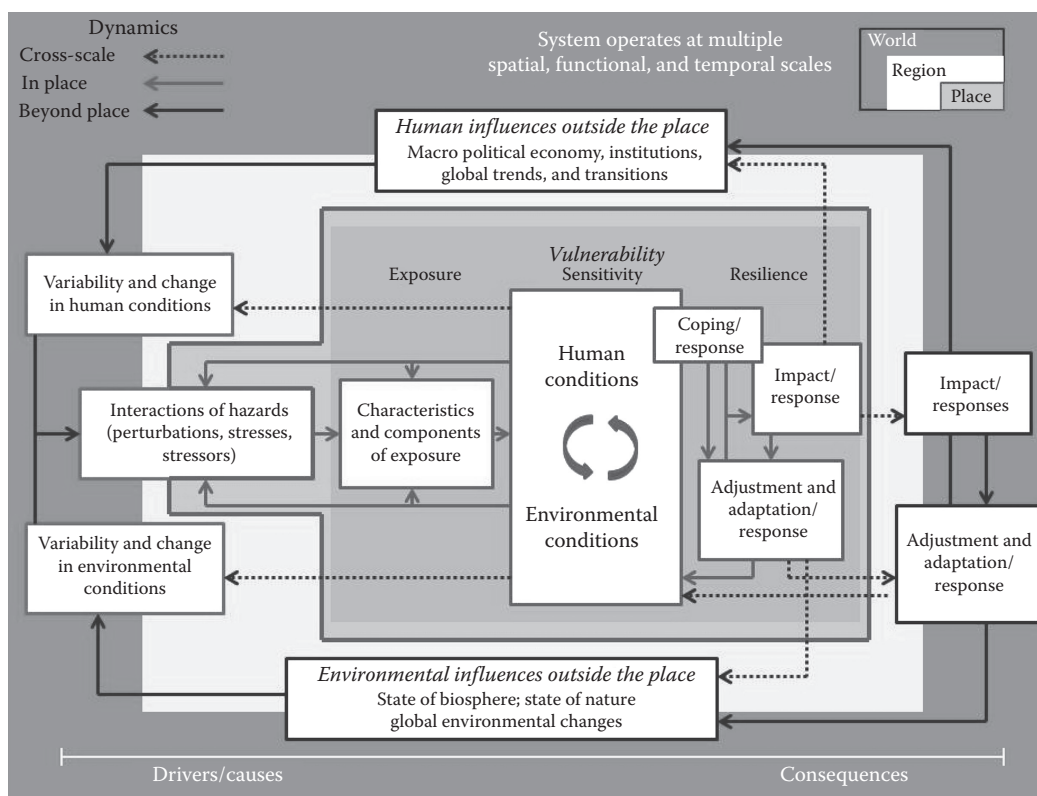 Dynamics
Cross-scale
In place
Beyond place
System operates at multiple
spatial, functional, and temporal scales
World
Region
Place
Human influences outside the place
Macro political economy, institutions,
global trends, and transitions
Variability and change
in human conditions
Exposure
Vulnerability
Sensitivity
Resilience
Coping/
response
Human
conditions
Impact/
response
Impact/
responses
Interactions of hazards
(perturbations, stresses,
stressors)
Characteristics
and components
of exposure
Environmental
conditions
Adjustment and
adaptation/
response
Adjustment and
adaptation/
response
Variability and change
in environmental
conditions
Environmental influences outside the place
State of biosphere; state of nature
global environmental changes
Drivers/causes
Consequences